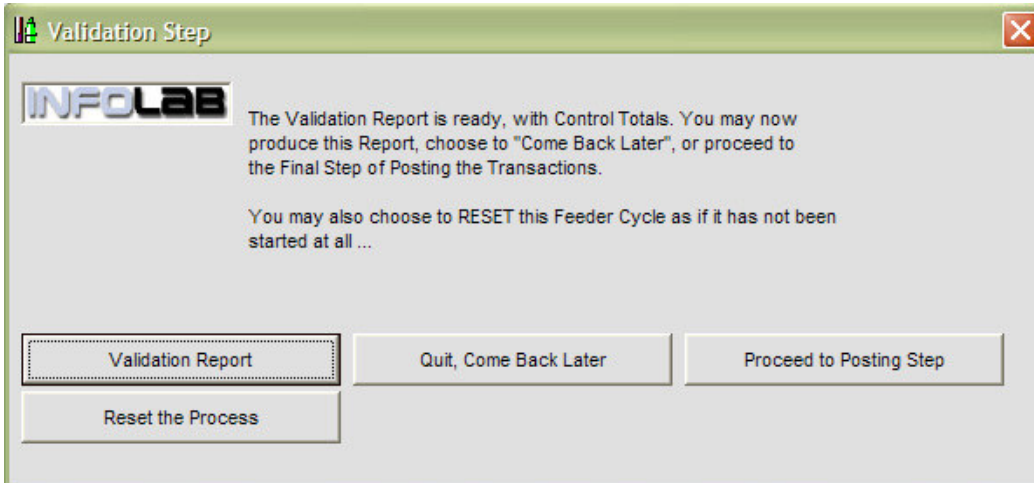 Validation Step
INFOLAB
The Validation Report is ready, with Control Totals. You may now
produce this Report, choose to "Come Back Later", or proceed to
the Final Step of Posting the Transactions.
You may also choose to RESET this Feeder Cycle as if it has not been
started at all ...
Validation Report
Quit, Come Back Later
Proceed to Posting Step
Reset the Process